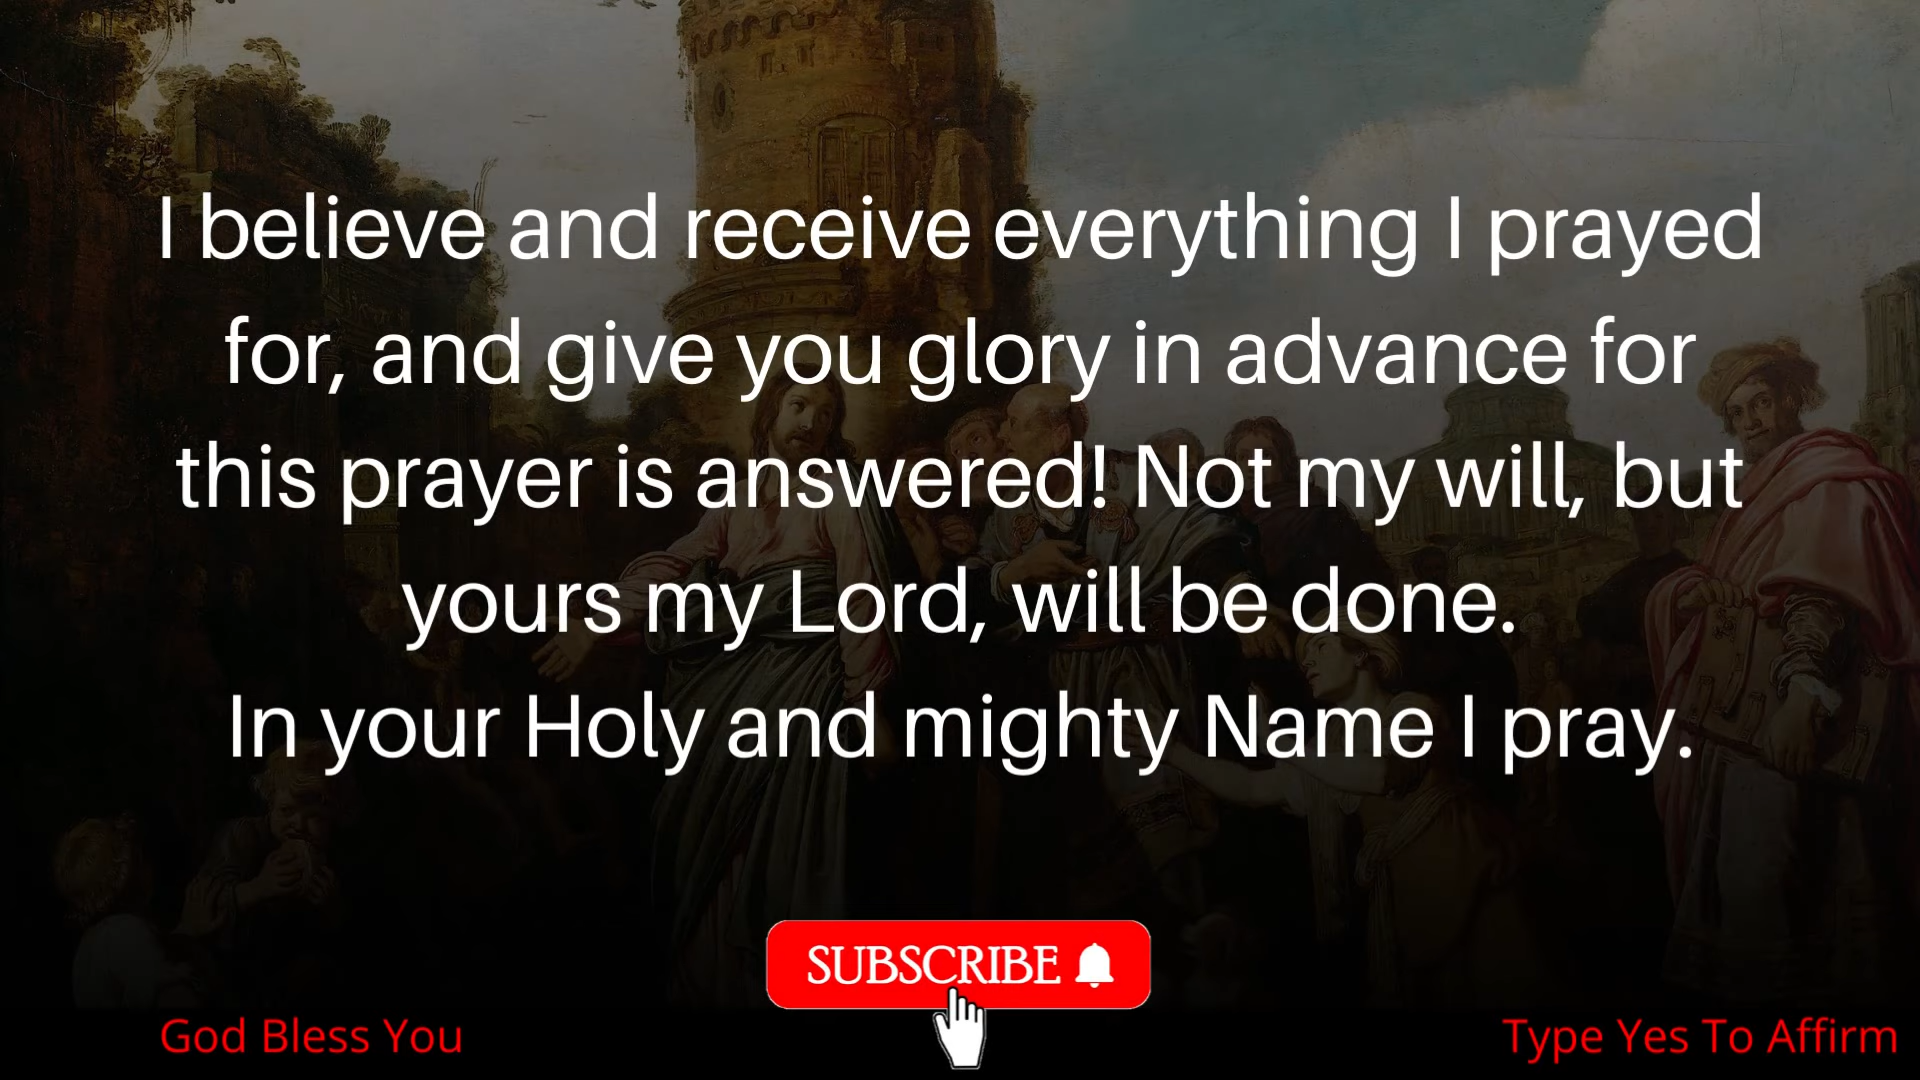 I believe and receive everything I prayed
for, and give you glory in advance for
this prayer is answered! Not my will, but
yours my Lord, will be done.
In your Holy and mighty Name I pray.
SUBSCRIBE
God Bless You
Type Yes To Affirm